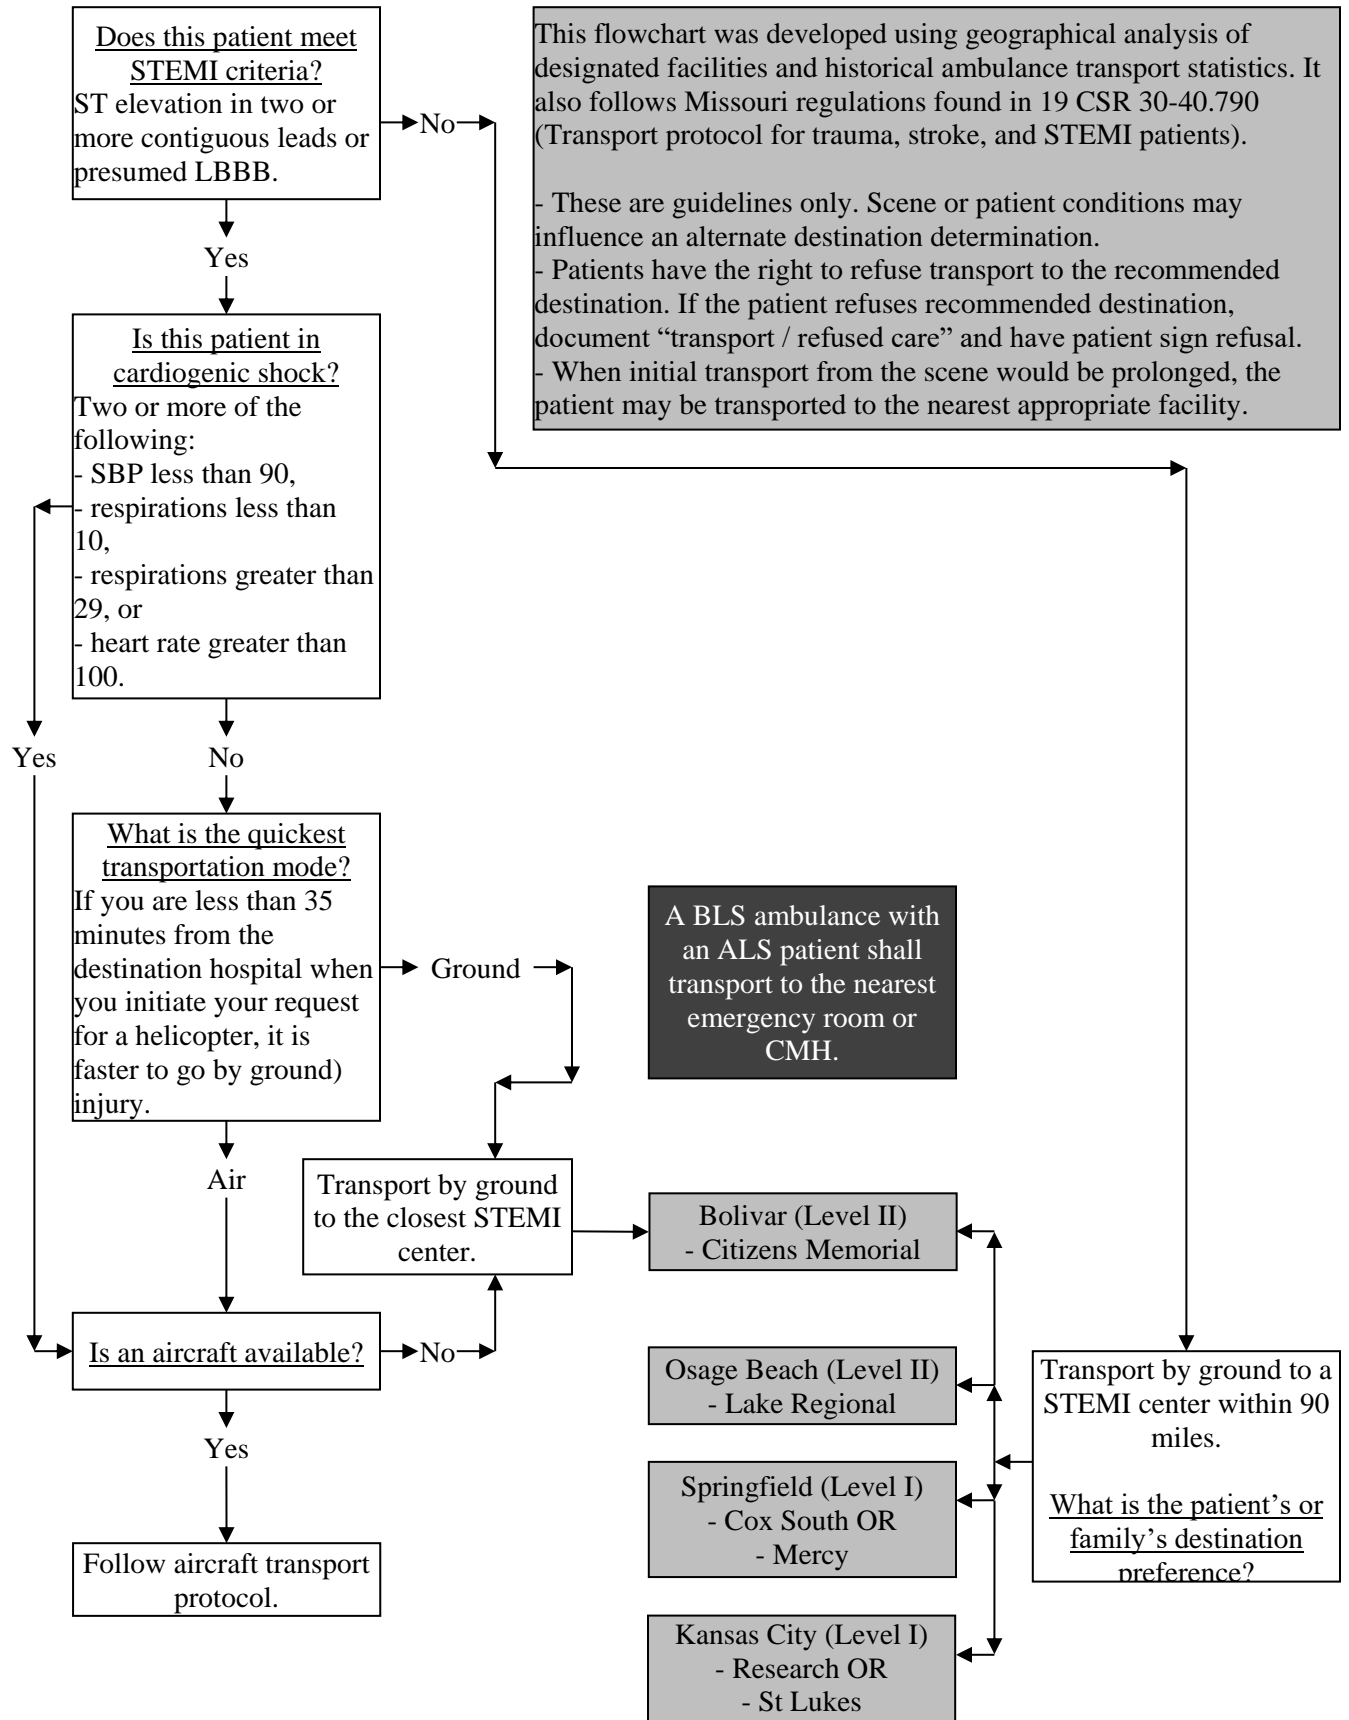 Does this patient meet
STEMI criteria?
ST elevation in two or
more contiguous leads or
presumed LBBB.
No
This flowchart was developed using geographical analysis of
designated facilities and historical ambulance transport statistics. It
also follows Missouri regulations found in 19 CSR 30-40.790
(Transport protocol for trauma, stroke, and STEMI patients).
- These are guidelines only. Scene or patient conditions may
influence an alternate destination determination.
- Patients have the right to refuse transport to the recommended
destination. If the patient refuses recommended destination,
document “transport / refused care” and have patient sign refusal.
- When initial transport from the scene would be prolonged, the
patient may be transported to the nearest appropriate facility.
Yes
Is this patient in
cardiogenic shock?
Two or more of the
following:
- SBP less than 90,
- respirations less than
10,
- respirations greater than
29, or
- heart rate greater than
100.
Yes
No
What is the quickest
transportation mode?
If you are less than 35
minutes from the
destination hospital when
you initiate your request
for a helicopter, it is
faster to go by ground)
injury.
Ground
A BLS ambulance with
an ALS patient shall
transport to the nearest
emergency room or
CMH.
Air
Transport by ground
to the closest STEMI
center.
Bolivar (Level II)
- Citizens Memorial
Is an aircraft available?
No
Osage Beach (Level II)
- Lake Regional
Transport by ground to a
STEMI center within 90
miles.
What is the patient’s or
family’s destination
preference?
Yes
Springfield (Level I)
- Cox South OR
- Mercy
Follow aircraft transport
protocol.
Kansas City (Level I)
- Research OR
- St Lukes